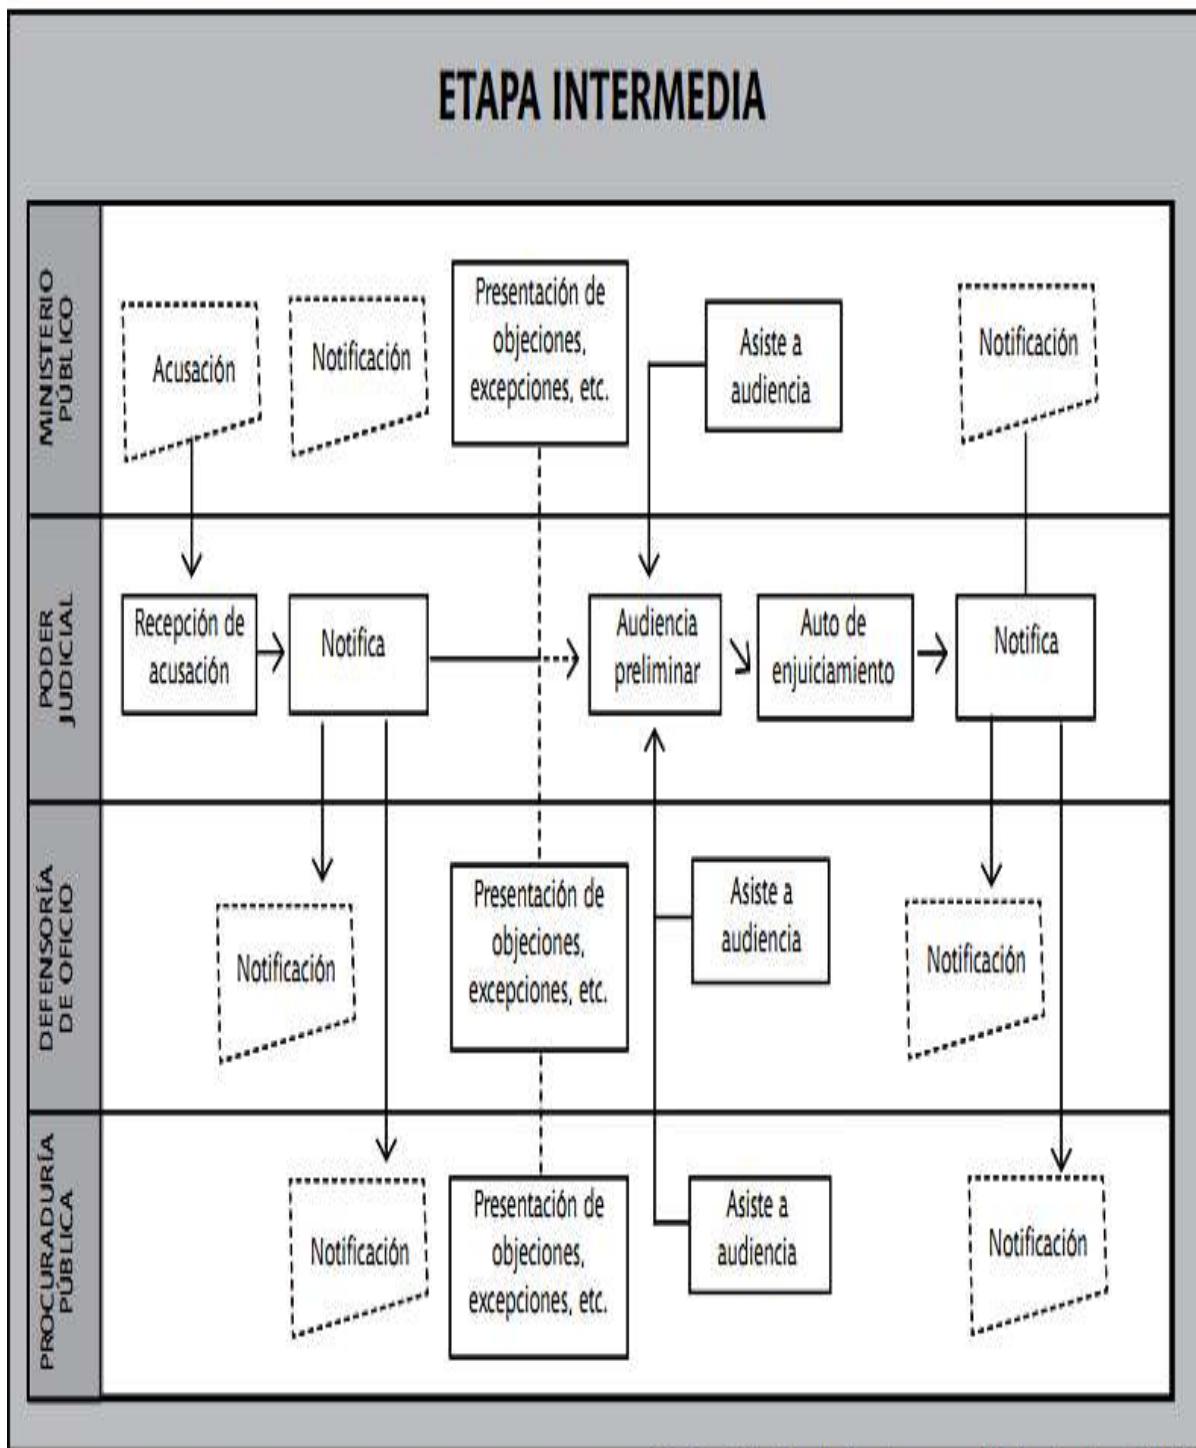 ETAPA INTERMEDIA
MINISTERIO
PÚBLICO
Acusación
Notificación
Presentación de
objeciones,
excepciones, etc.
Asiste a
audiencia
Notificación
PODER
JUDICIAL
Recepción de
acusación
Notifica
Audiencia
preliminar
Auto de
enjuiciamiento
Notifica
DEFENSORÍA
DE OFICIO
Notificación
Presentación de
objeciones,
excepciones, etc.
Asiste a
audiencia
Notificación
PROCURADURÍA
PÚBLICA
Notificación
Presentación de
objeciones,
excepciones, etc.
Asiste a
audiencia
Notificación